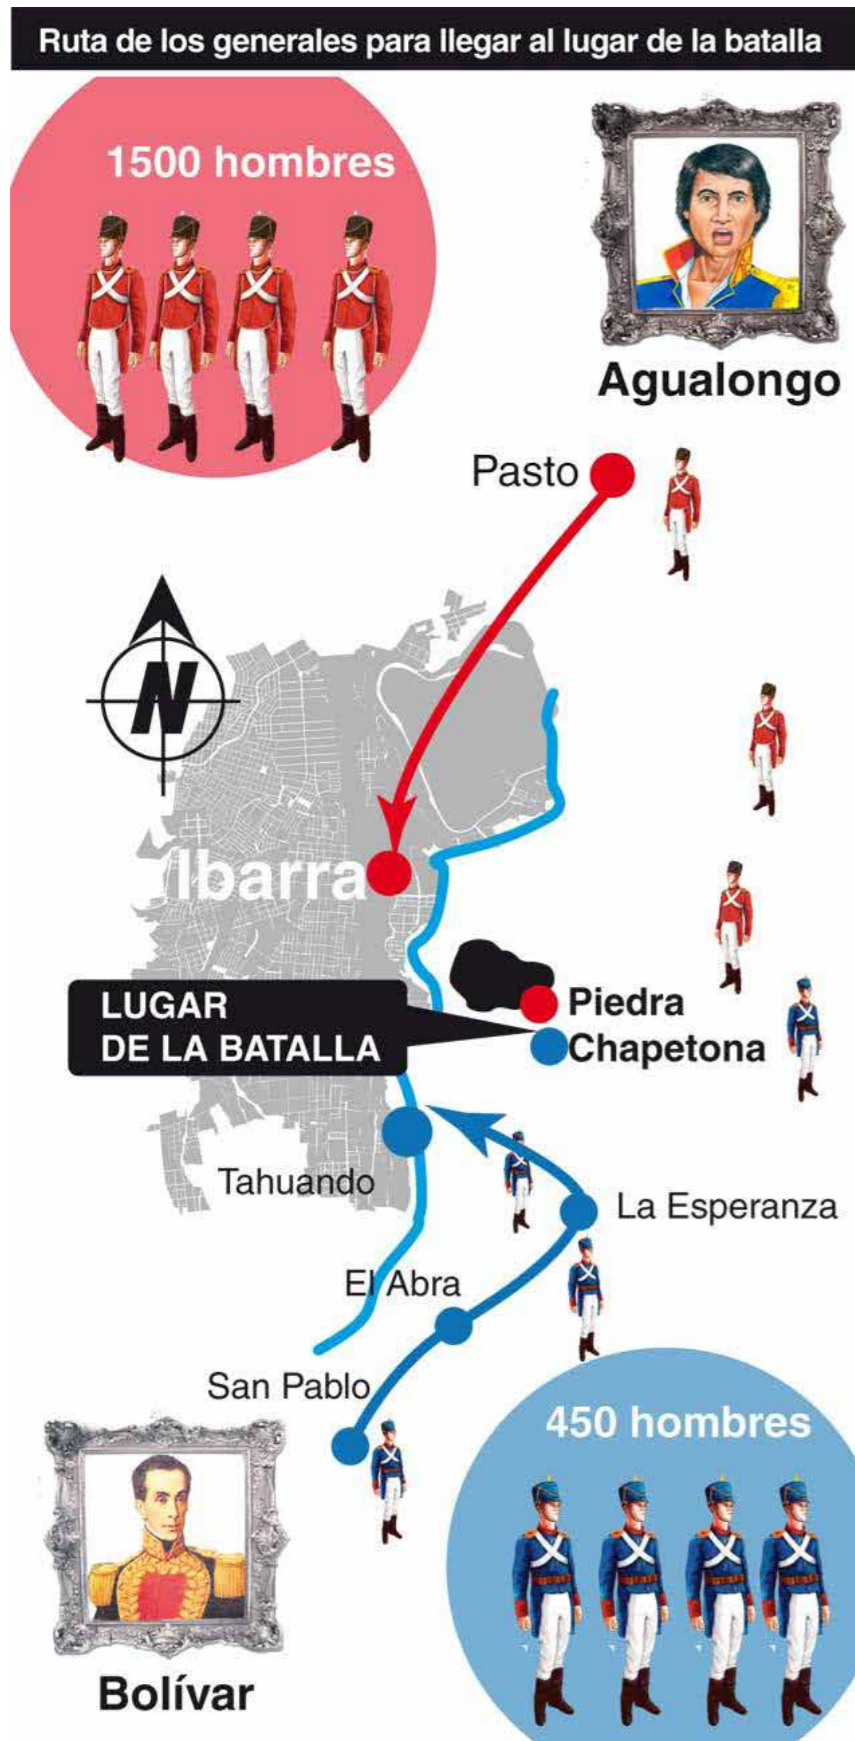 Ruta de los generales para llegar al lugar de la batalla
1500 hombres
Agualongo
Pasto
N
Ibarra
LUGAR
DE LA BATALLA
Piedra
Chapetona
Tahuando
La Esperanza
El Abra
San Pablo
450 hombres
Bolívar